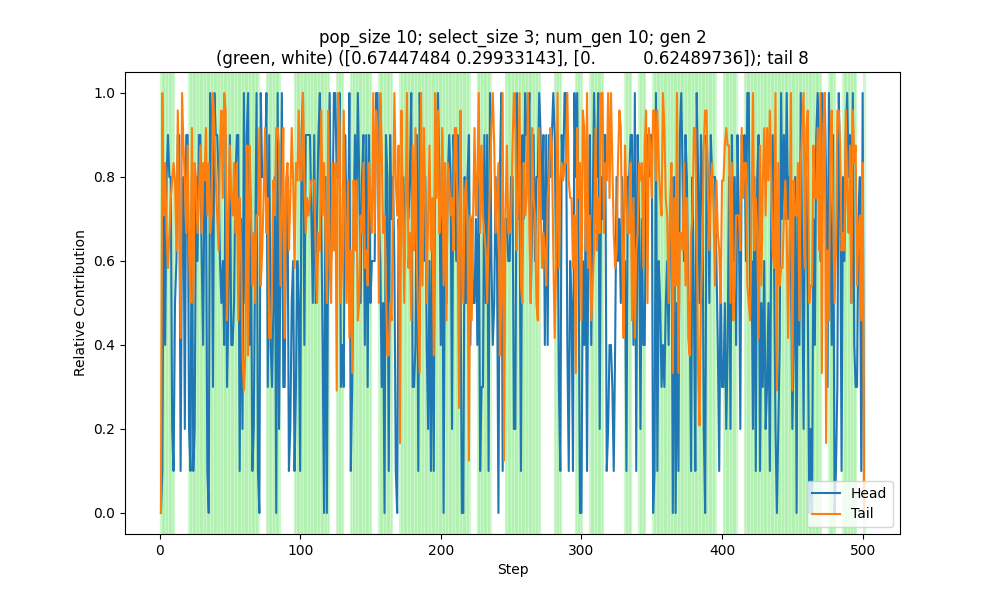 pop_size 10; select_size 3; num_gen 10; gen 2
(green, white) ([0.67447484 0.29933143], [0.         0.62489736]); tail 8
Relative Contribution
1.0
0.8
0.6
0.4
0.2
0.0
Head
Tail
0 100 200 300 400 500
Step